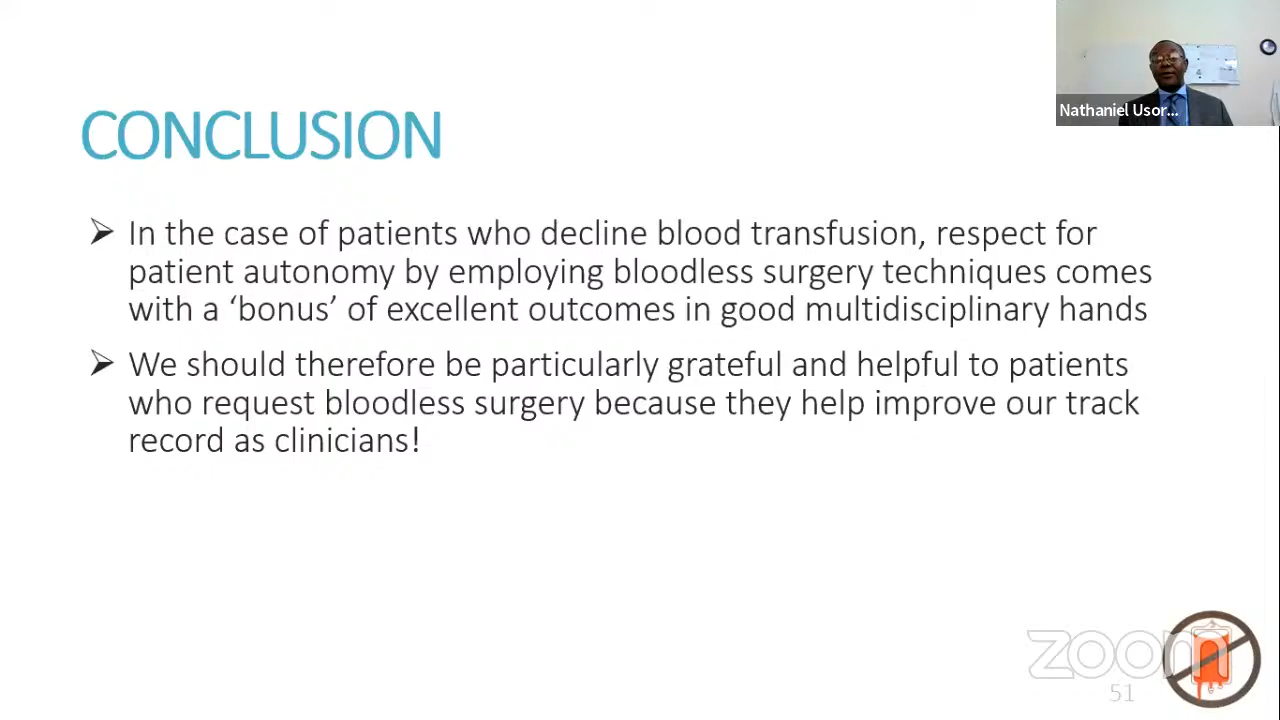 Nathaniel Usor...
CONCLUSION
➢ In the case of patients who decline blood transfusion, respect for
patient autonomy by employing bloodless surgery techniques comes
with a ‘bonus’ of excellent outcomes in good multidisciplinary hands
➢ We should therefore be particularly grateful and helpful to patients
who request bloodless surgery because they help improve our track
record as clinicians!
zoom
51